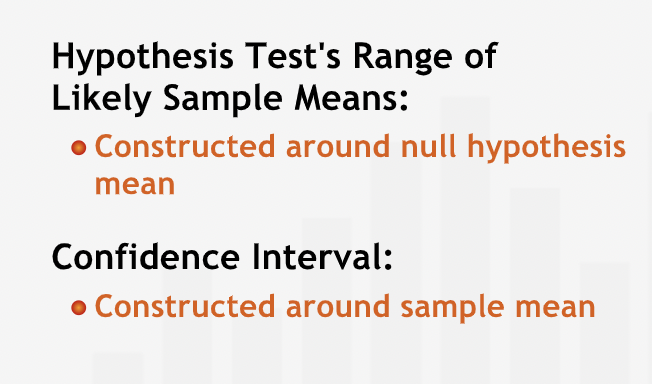 Hypothesis Test's Range of
Likely Sample Means:
Constructed around null hypothesis
mean
Confidence Interval:
Constructed around sample mean